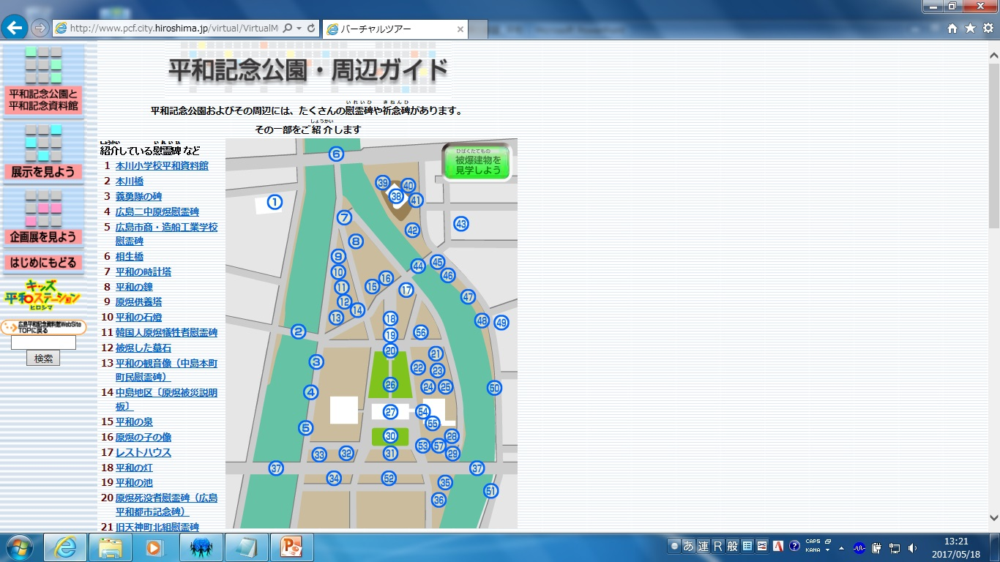 http://www.pcf.city.hiroshima.jp/virtual/VirtualM
バーチャルツアー
平和記念公園と
平和記念資料館
展示を見よう
企画展を見よう
はじめにもどる
キッズ
平和ステーション
ヒロシマ
広島平和記念資料館WebSite
TOPに戻る
検索
平和記念公園・周辺ガイド
いれいひ きねんひ
平和記念公園およびその周辺には、たくさんの慰霊碑や祈念碑があります。
しょうかい
その一部をご紹介します
紹介している慰霊碑など
1 本川小学校平和資料館
2 本川橋
3 義勇隊の碑
4 広島二中原爆慰霊碑
5 広島市商・造船工業学校
慰霊碑
6 相生橋
7 平和の時計塔
8 平和の鐘
9 原爆供養塔
10 平和の石燈
11 韓国人原爆犠牲者慰霊碑
12 被爆した墓石
13 平和の観音像（中島本町
町民慰霊碑）
14 中島地区〔原爆被災説明
板〕
15 平和の泉
16 原爆の子の像
17 レストハウス
18 平和の灯
19 平和の池
20 原爆死没者慰霊碑（広島
平和都市記念碑）
21 旧天神町北組慰霊碑
ひばくたてもの
被爆建物を
見学しよう
6
39 40
38 41
1
7
43
42
8
9
45
44
10
46
16
11 15 17
47
12
14
13 18
48 49
2
56
19
20
21
3
22 23
26
24 25
4
50
27
54
55
5
30
28
53 57
33 32 31
29
37
37
34
52
35
51
36
あ 連 R 般
CAPS
KANA
13:21
2017/05/18